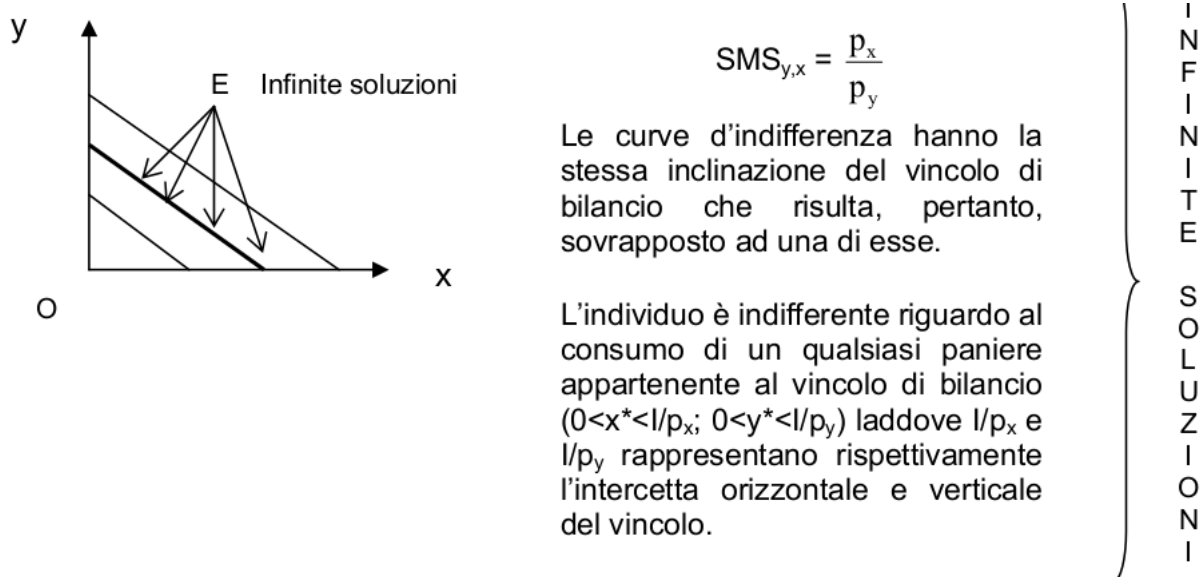 y
E Infinite soluzioni
x
O
SMSy,x = px
py
Le curve d'indifferenza hanno la
stessa inclinazione del vincolo di
bilancio che risulta, pertanto,
sovrapposto ad una di esse.
L'individuo è indifferente riguardo al
consumo di un qualsiasi paniere
appartenente al vincolo di bilancio
(0<x*<I/px; 0<y*<I/py) laddove I/px e
I/py rappresentano rispettivamente
l'intercetta orizzontale e verticale
del vincolo.
I
N
F
I
N
I
T
E
S
O
L
U
Z
I
O
N
I